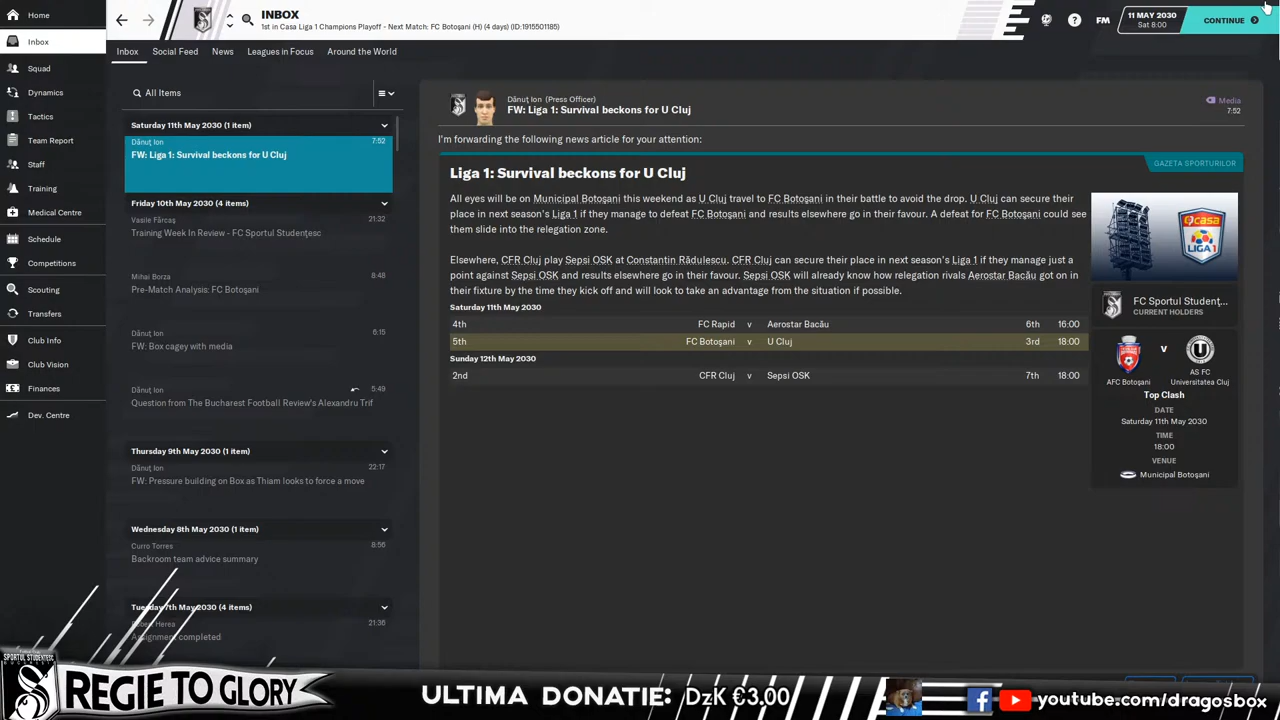 INBOX
1st in Casa Liga 1 Champions Playoff - Next Match: FC Botoşani (H) (4 days) (ID:1915501185)
?
FM
11 MAY 2030
Sat 8:00
CONTINUE
Home
Inbox
Squad
Dynamics
Tactics
Team Report
Staff
Training
Medical Centre
Schedule
Competitions
Scouting
Transfers
Club Info
Club Vision
Finances
Dev. Centre
Inbox Social Feed News Leagues in Focus Around the World
All Items
Saturday 11th May 2030 (1 item)
Dănuţ Ion 7:52
FW: Liga 1: Survival beckons for U Cluj
Friday 10th May 2030 (4 items)
Vasile Fărcaş 21:32
Training Week In Review - FC Sportul Studenţesc
Mihai Borza 8:48
Pre-Match Analysis: FC Botoşani
Dănuţ Ion 6:15
FW: Box cagey with media
Dănuţ Ion 5:49
Question from The Bucharest Football Review's Alexandru Trif
Thursday 9th May 2030 (1 item)
Dănuţ Ion 22:17
FW: Pressure building on Box as Thiam looks to force a move
Wednesday 8th May 2030 (1 item)
Curro Torres 8:56
Backroom team advice summary
Tuesday 7th May 2030 (4 items)
Herea 21:36
Assignment completed
Dănuţ Ion (Press Officer)
FW: Liga 1: Survival beckons for U Cluj
Media
7:52
I'm forwarding the following news article for your attention:
GAZETA SPORTURILOR
Liga 1: Survival beckons for U Cluj
All eyes will be on Municipal Botoşani this weekend as U Cluj travel to FC Botoşani in their battle to avoid the drop. U Cluj can secure their
place in next season's Liga 1 if they manage to defeat FC Botoşani and results elsewhere go in their favour. A defeat for FC Botoşani could see
them slide into the relegation zone.
Elsewhere, CFR Cluj play Sepsi OSK at Constantin Rădulescu. CFR Cluj can secure their place in next season's Liga 1 if they manage just a
point against Sepsi OSK and results elsewhere go in their favour. Sepsi OSK will already know how relegation rivals Aerostar Bacău got on in
their fixture by the time they kick off and will look to take an advantage from the situation if possible.
Saturday 11th May 2030
4th FC Rapid v Aerostar Bacău 6th 16:00
5th FC Botoşani v U Cluj 3rd 18:00
Sunday 12th May 2030
2nd CFR Cluj v Sepsi OSK 7th 18:00
casa
LIGA 1
FC Sportul Studenţ...
CURRENT HOLDERS
v
AFC Botoşani
AS FC
Universitatea Cluj
Top Clash
DATE
Saturday 11th May 2030
TIME
18:00
VENUE
Municipal Botoşani
SPORTUL STUDENTESC
REGIE TO GLORY
ULTIMA DONATIE: DzK €3.00
youtube.com/dragosbox